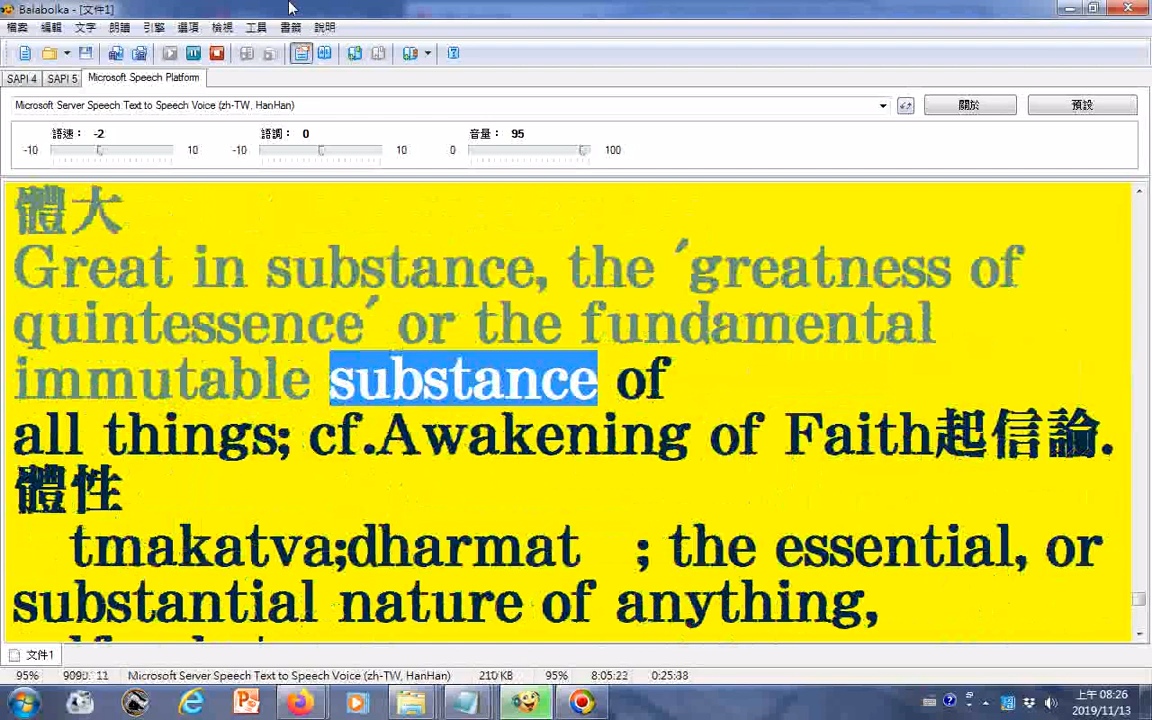 Balabolka - [文件1]
檔案 編輯 文字 朗讀 引擎 選項 檢視 工具 書籤 說明
SAPI 4 SAPI 5 Microsoft Speech Platform
Microsoft Server Speech Text to Speech Voice (zh-TW, HanHan) 關於 預設
語速： -2 語調： 0 音量： 95
-10 10 -10 10 0 100
體大
Great in substance, the ´greatness of
quintessence´ or the fundamental
immutable substance of
all things; cf.Awakening of Faith起信論.
體性
tmakatva;dharmat ; the essential, or
substantial nature of anything,
文件1
95% Microsoft Server Speech Text to Speech Voice (zh-TW, HanHan) 210 KB 95% 8:05:22 0:25:38
上午 08:26
2019/11/13